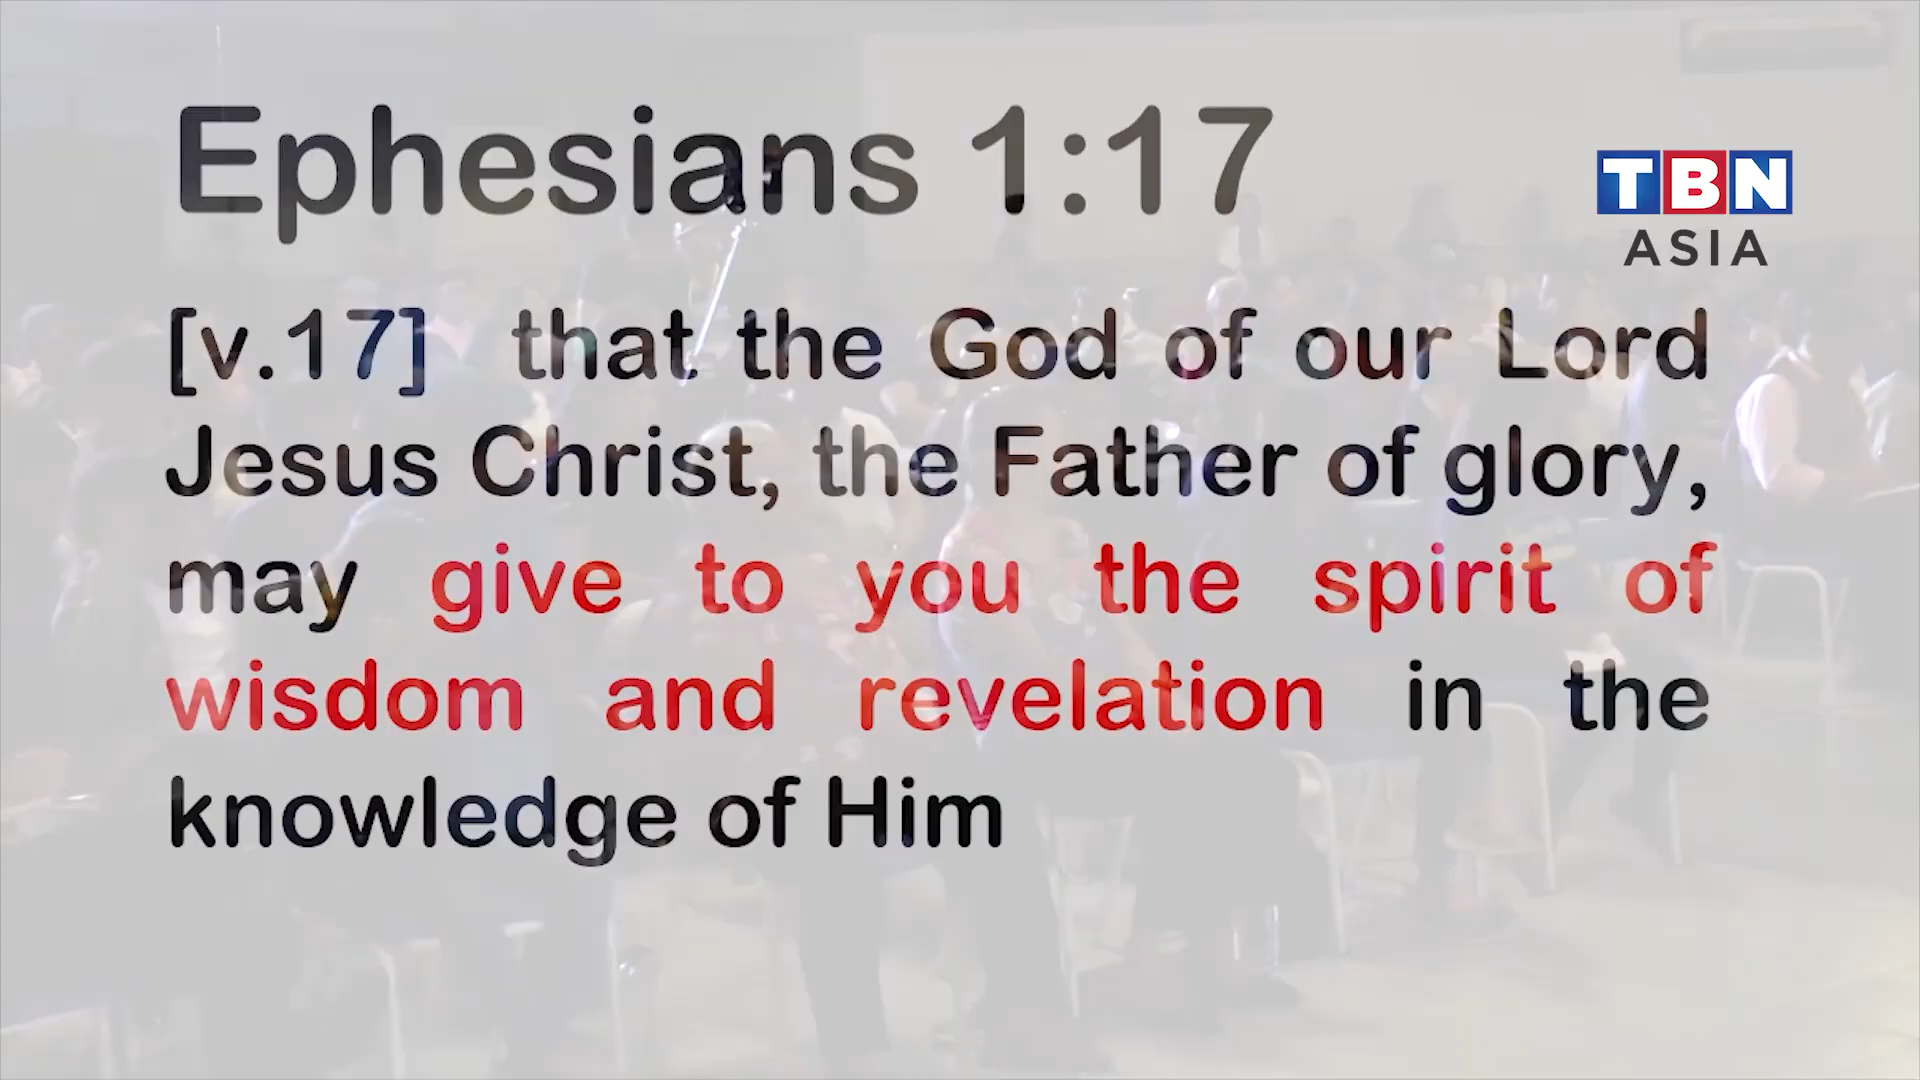 Ephesians 1:17
TBN
ASIA
[v.17] that the God of our Lord
Jesus Christ, the Father of glory,
may give to you the spirit of
wisdom and revelation in the
knowledge of Him